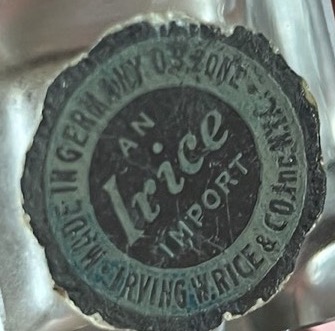 AN
Irice
IMPORT
MADE IN GERMANY US ZONE - IRVING W. RICE & CO. Inc. N.Y.C.